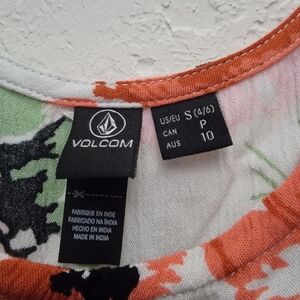 VOLCOM
US/EU S (4/6)
CAN P
AUS 10
FABRIQUE EN INDE
FABRICADO NA ÍNDIA
HECHO EN INDIA
MADE IN INDIA